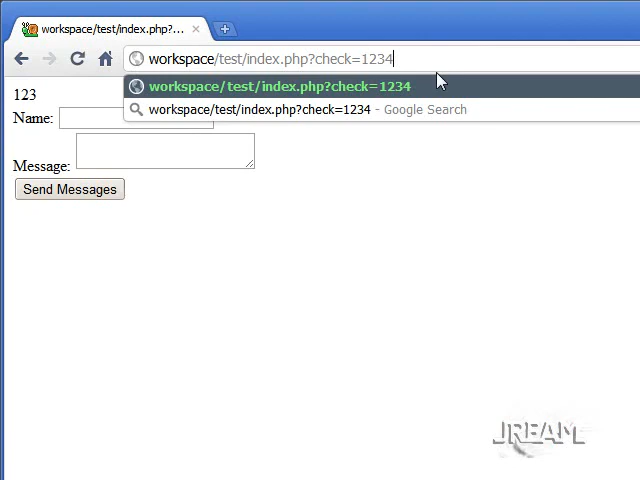 workspace/test/index.php?...
workspace/test/index.php?check=1234
workspace/test/index.php?check=1234
workspace/test/index.php?check=1234 - Google Search
123
Name:
Message:
Send Messages
JREAM